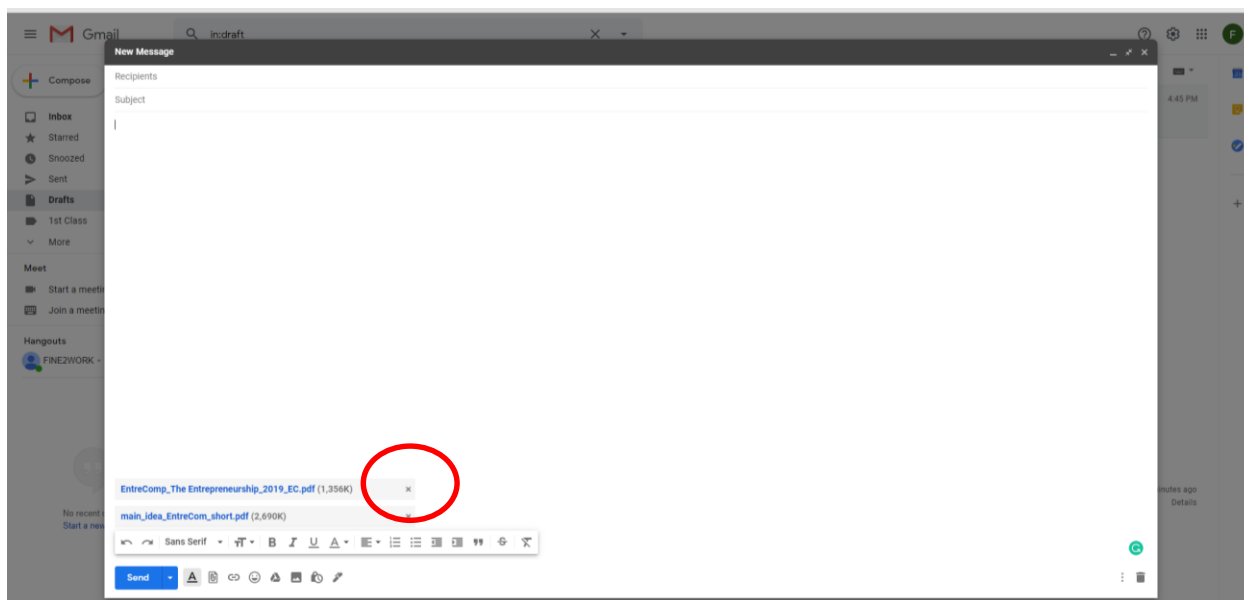 Gmail
in:draft
F
New Message
Compose
Recipients
Subject
4:45 PM
Inbox
Starred
Snoozed
Sent
Drafts
1st Class
More
Meet
Start a meeti
Join a meetin
Hangouts
FINE2WORK
No recent
Start a new
EntreComp_The Entrepreneurship_2019_EC.pdf (1,356K)
main_idea_EntreCom_short.pdf (2,690K)
inutes ago
Details
Sans Serif
B I U A
Send A